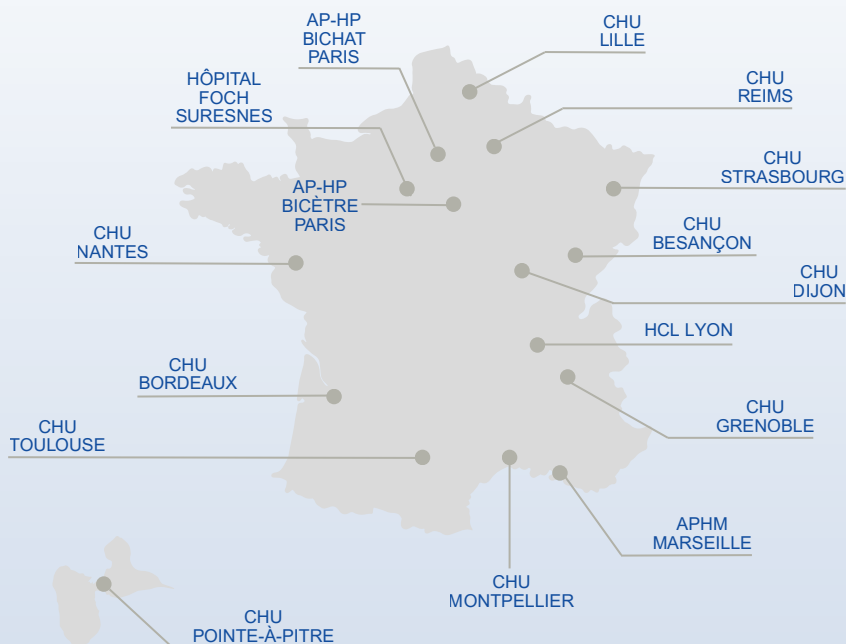 AP-HP
BICHAT
PARIS
CHU
LILLE
HÔPITAL
FOCH
SURESNES
CHU
REIMS
CHU
STRASBOURG
AP-HP
BICÈTRE
PARIS
CHU
NANTES
CHU
BESANÇON
CHU
DIJON
HCL LYON
CHU
BORDEAUX
CHU
GRENOBLE
CHU
TOULOUSE
APHM
MARSEILLE
CHU
MONTPELLIER
CHU
POINTE-À-PITRE